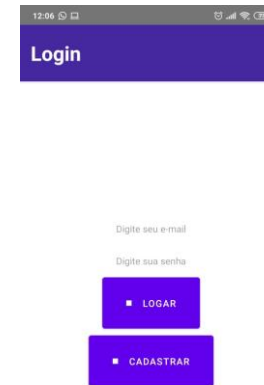 12:06
Login
Digite seu e-mail
Digite sua senha
LOGAR
CADASTRAR